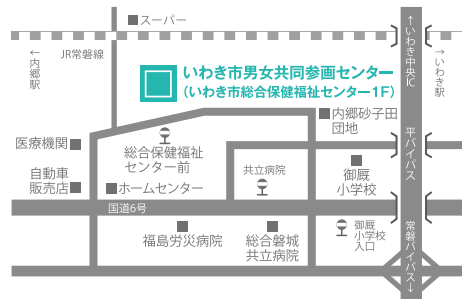 スーパー
↑いわき中央IC
←内郷駅
JR常磐線
→いわき駅
いわき市男女共同参画センター
(いわき市総合保健福祉センター1F)
内郷砂子田
団地
医療機関
総合保健福祉
センター前
平バイパス
自動車
販売店
ホームセンター
共立病院
御厩
小学校
国道6号
福島労災病院
総合磐城
共立病院
御厩
小学校
入口
常磐バイパス↓